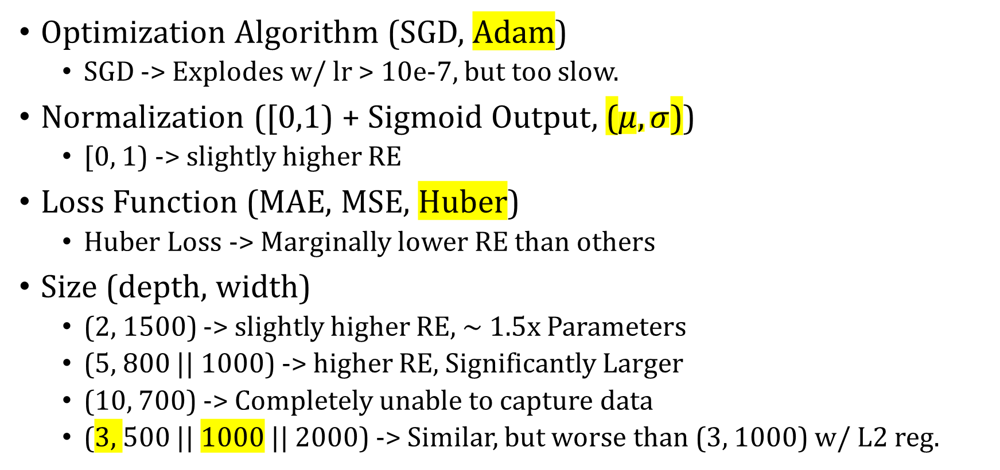 • Optimization Algorithm (SGD, Adam)
• SGD -> Explodes w/ lr > 10e-7, but too slow.
• Normalization ([0,1) + Sigmoid Output, (μ, σ))
• [0, 1) -> slightly higher RE
• Loss Function (MAE, MSE, Huber)
• Huber Loss -> Marginally lower RE than others
• Size (depth, width)
• (2, 1500) -> slightly higher RE, ~ 1.5x Parameters
• (5, 800 || 1000) -> higher RE, Significantly Larger
• (10, 700) -> Completely unable to capture data
• (3, 500 || 1000 || 2000) -> Similar, but worse than (3, 1000) w/ L2 reg.